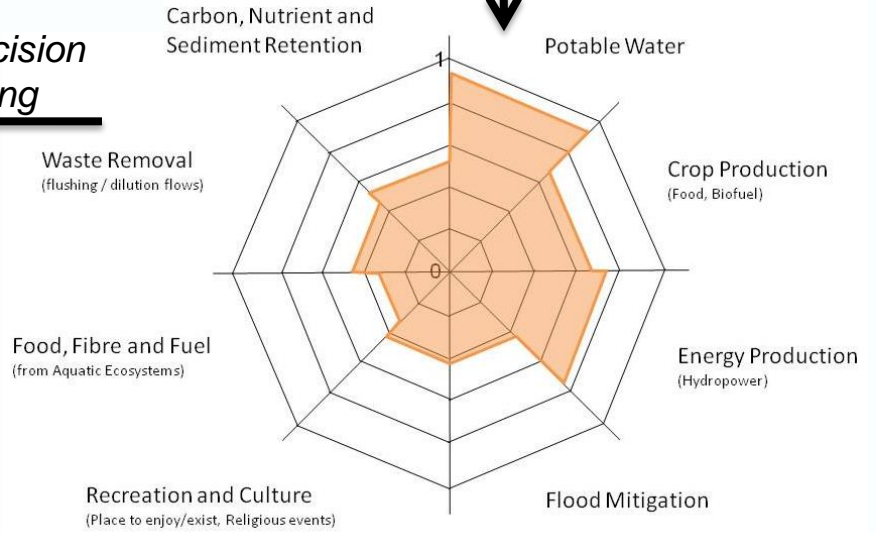 Carbon, Nutrient and
Sediment Retention
Potable Water
1
Waste Removal
(flushing / dilution flows)
Crop Production
(Food, Biofuel)
0
Food, Fibre and Fuel
(from Aquatic Ecosystems)
Energy Production
(Hydropower)
Recreation and Culture
(Place to enjoy/exist, Religious events)
Flood Mitigation